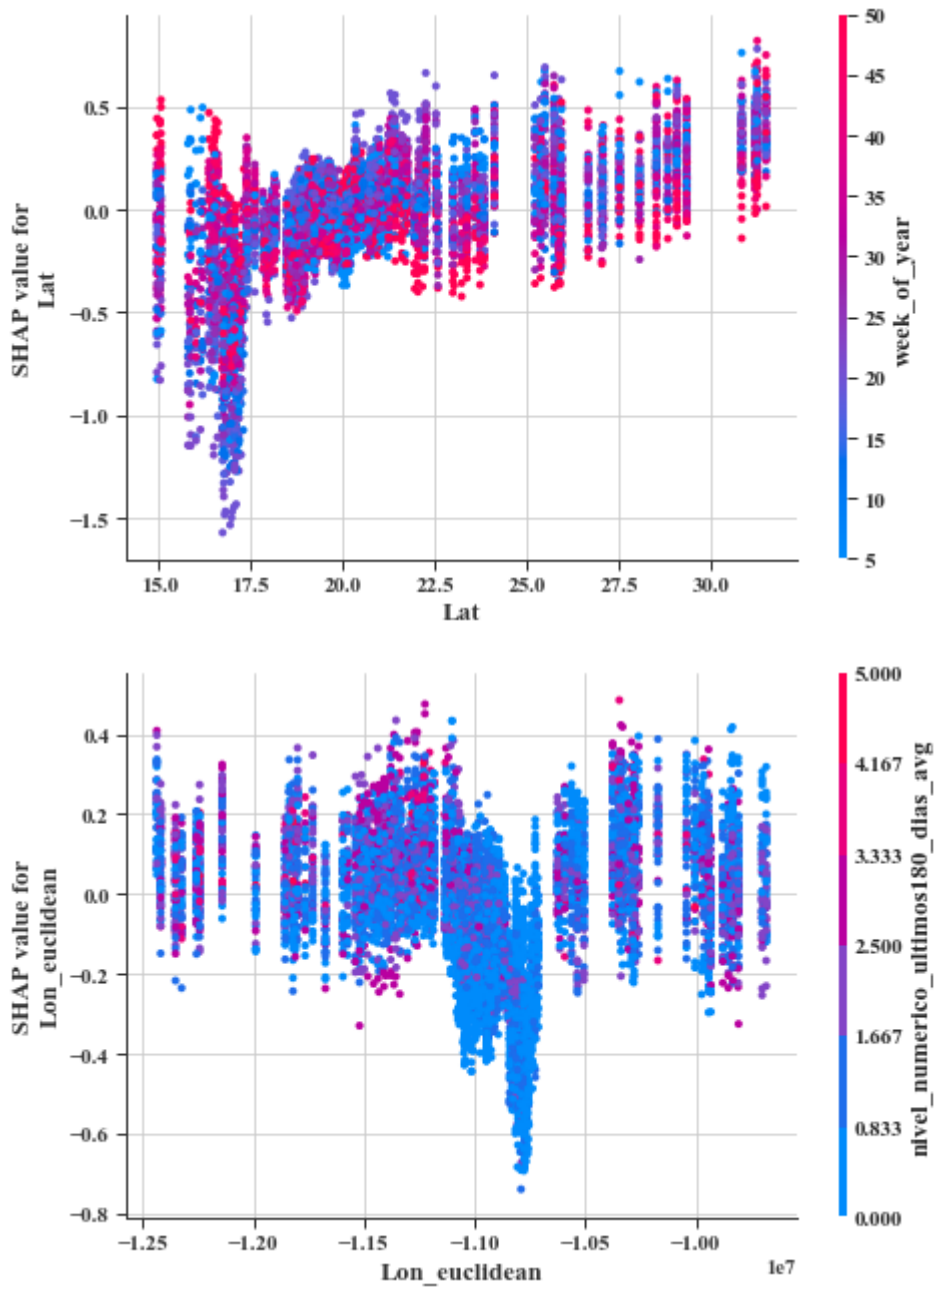 0.5
0.0
−0.5
−1.0
−1.5
SHAP value for
Lat
15.0 17.5 20.0 22.5 25.0 27.5 30.0
Lat
50
45
40
35
30
25
20
15
10
5
week_of_year
0.4
0.2
0.0
−0.2
−0.4
−0.6
−0.8
SHAP value for
Lon_euclidean
−1.25 −1.20 −1.15 −1.10 −1.05 −1.00
1e7
Lon_euclidean
5.000
4.167
3.333
2.500
1.667
0.833
0.000
nivel_numerico_ultimos180_dias_avg